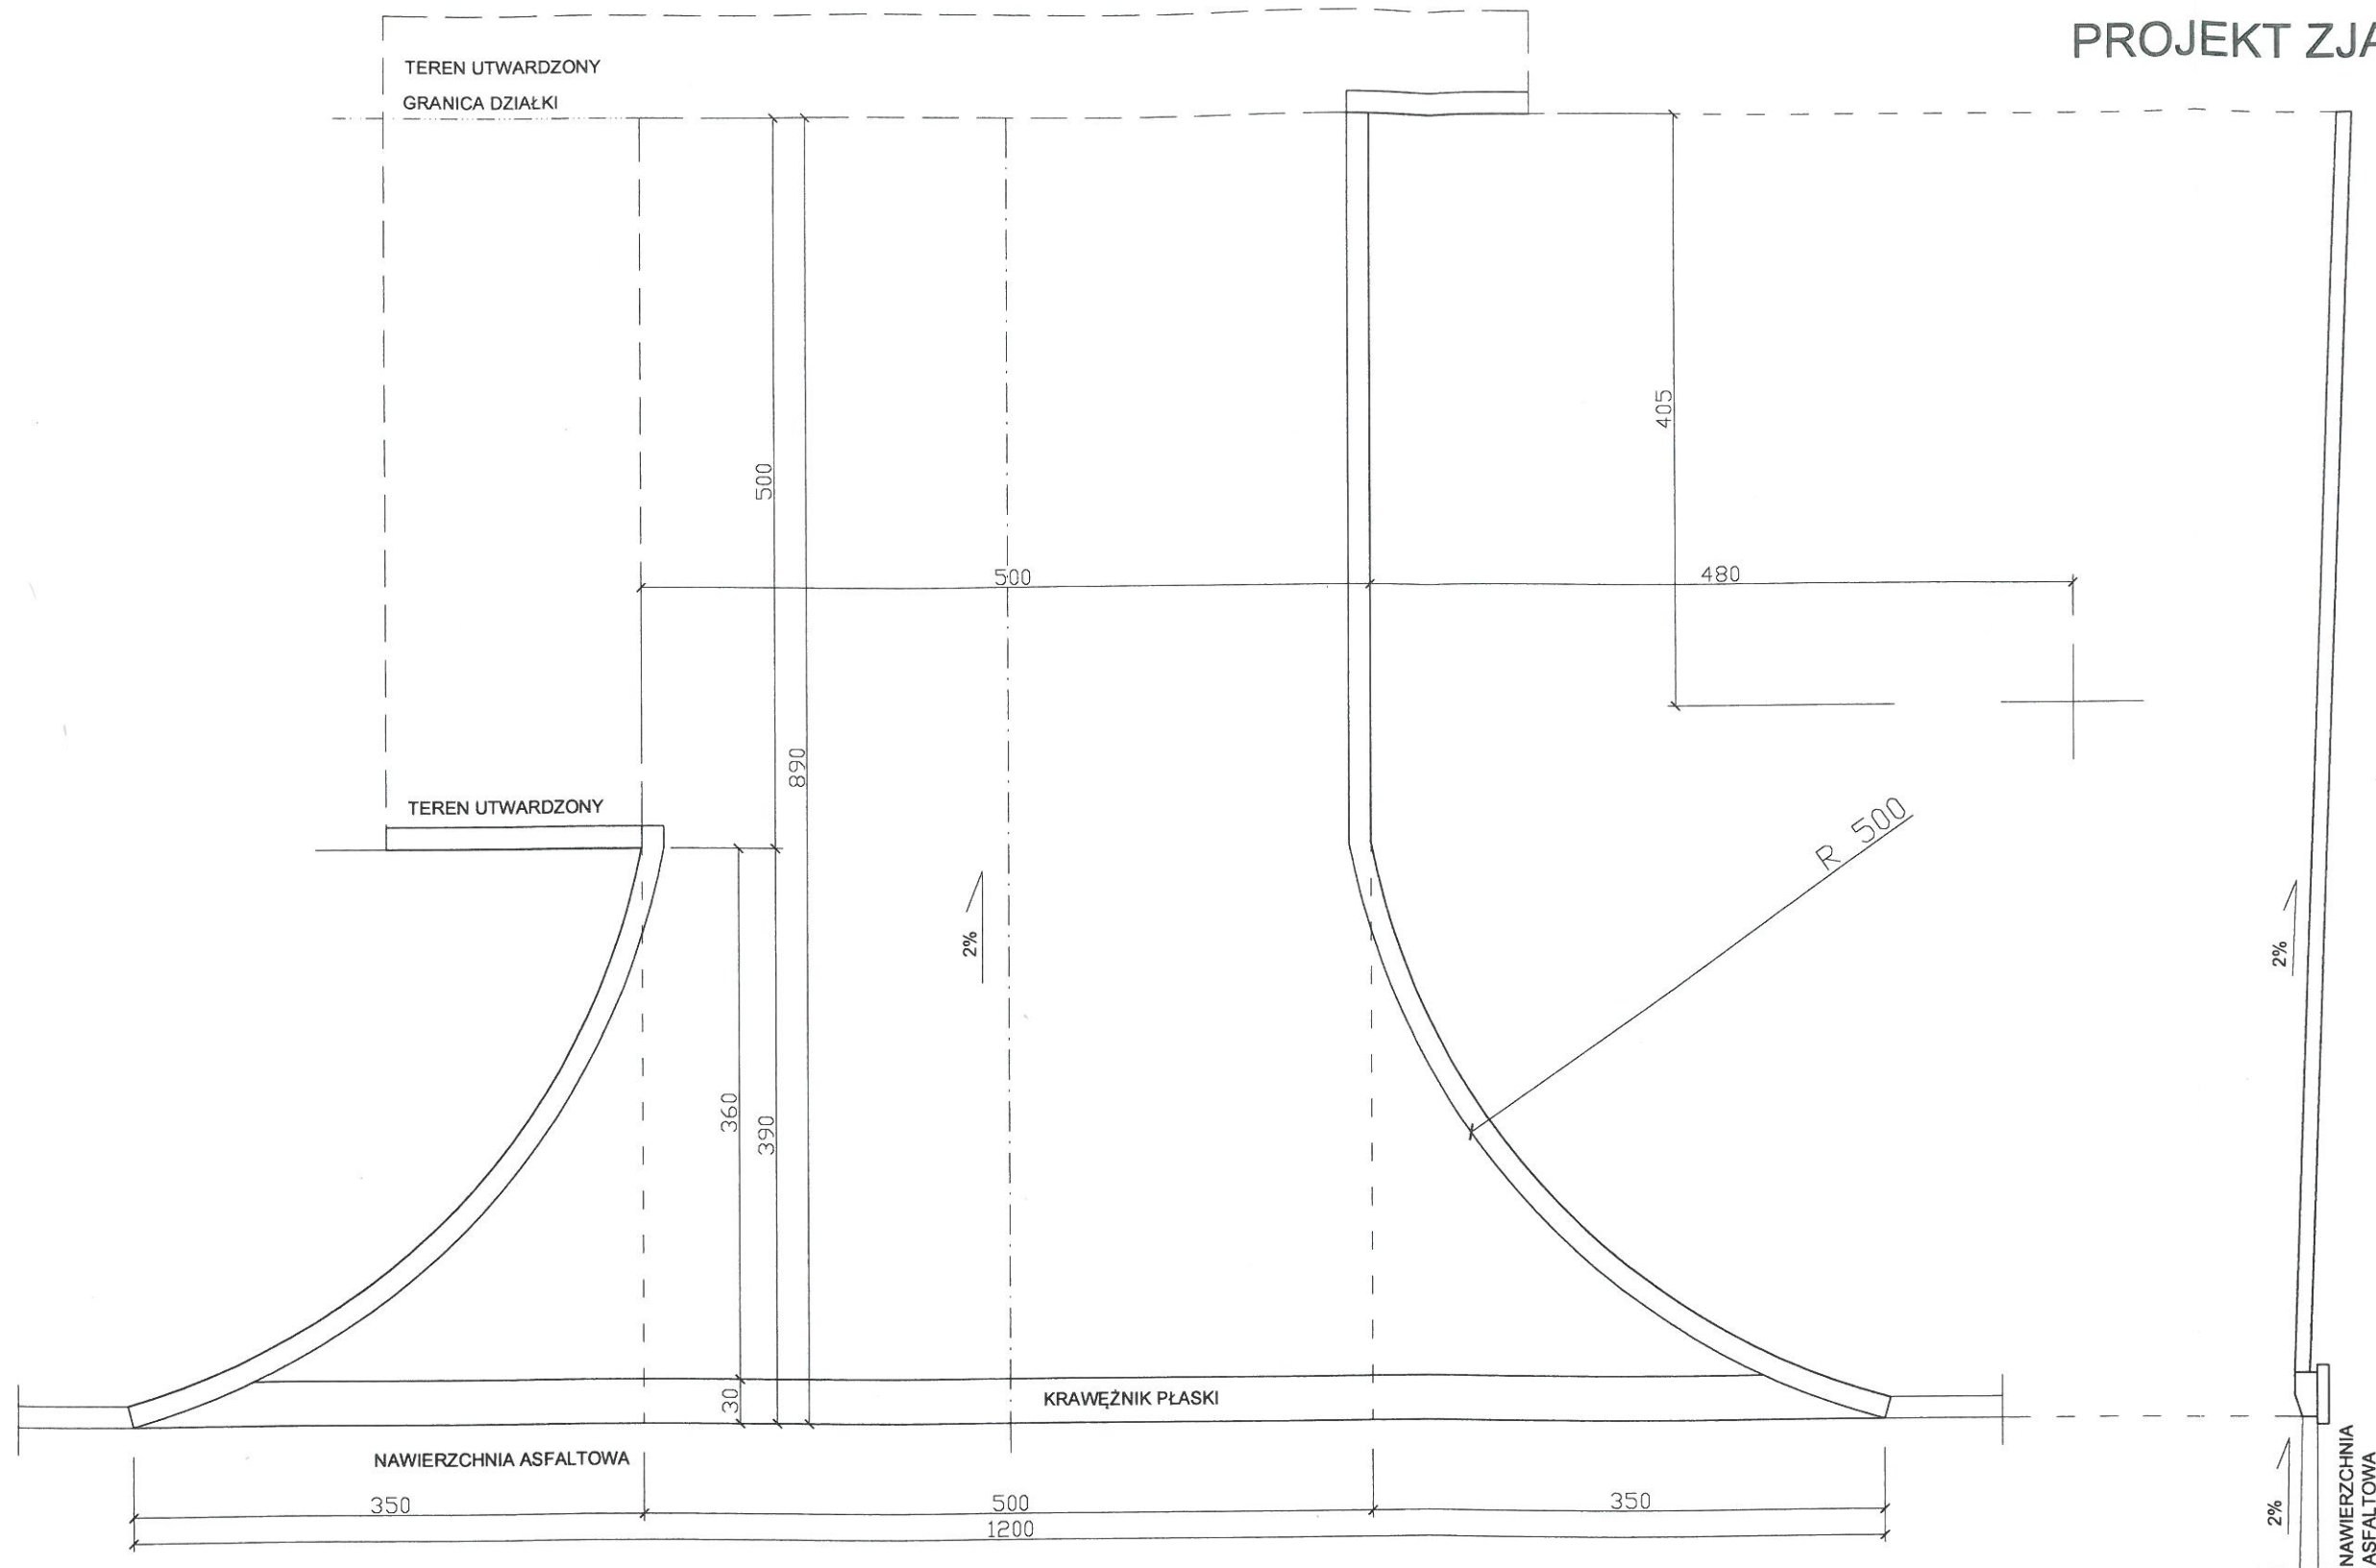 PROJEKT ZJA
TEREN UTWARDZONY
GRANICA DZIAŁKI
500
405
500
480
890
TEREN UTWARDZONY
R 500
2%
2%
360
390
30
KRAWĘŻNIK PŁASKI
NAWIERZCHNIA ASFALTOWA
350
500
350
1200
2%
NAWIERZCHNIA
ASFALTOWA